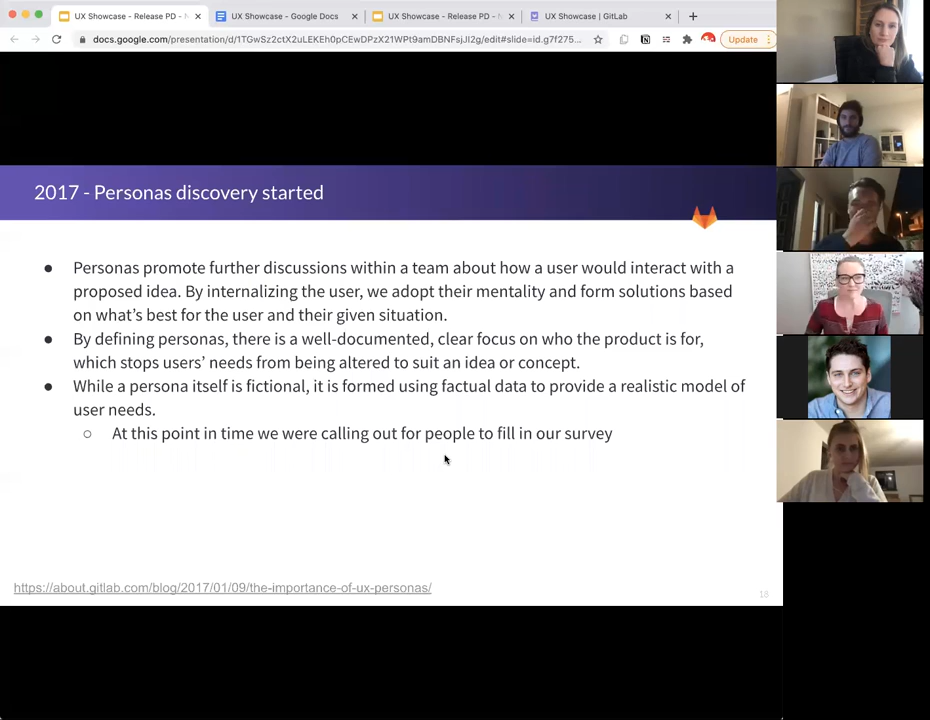 UX Showcase - Release PD -
UX Showcase - Google Docs
UX Showcase - Release PD -
UX Showcase | GitLab
docs.google.com/presentation/d/1TGwSz2ctX2uLEKEh0pCEwDPzX21WPt9amDBNFsjJI2g/edit#slide=id.g7f275...
Update
2017 - Personas discovery started
● Personas promote further discussions within a team about how a user would interact with a
proposed idea. By internalizing the user, we adopt their mentality and form solutions based
on what’s best for the user and their given situation.
● By defining personas, there is a well-documented, clear focus on who the product is for,
which stops users’ needs from being altered to suit an idea or concept.
● While a persona itself is fictional, it is formed using factual data to provide a realistic model of
user needs.
○ At this point in time we were calling out for people to fill in our survey
https://about.gitlab.com/blog/2017/01/09/the-importance-of-ux-personas/
18